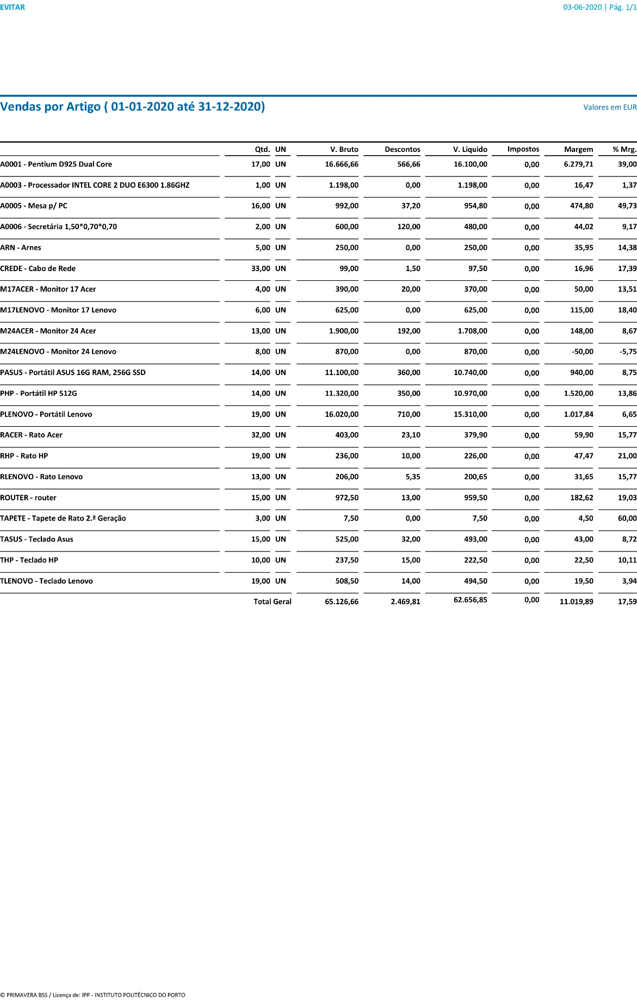 EVITAR 03-06-2020 | Pág. 1/1
Vendas por Artigo ( 01-01-2020 até 31-12-2020) Valores em EUR
Qtd. UN V. Bruto Descontos V. Líquido Impostos Margem % Mrg.
A0001 - Pentium D925 Dual Core 17,00 UN 16.666,66 566,66 16.100,00 0,00 6.279,71 39,00
A0003 - Processador INTEL CORE 2 DUO E6300 1.86GHZ 1,00 UN 1.198,00 0,00 1.198,00 0,00 16,47 1,37
A0005 - Mesa p/ PC 16,00 UN 992,00 37,20 954,80 0,00 474,80 49,73
A0006 - Secretária 1,50*0,70*0,70 2,00 UN 600,00 120,00 480,00 0,00 44,02 9,17
ARN - Arnes 5,00 UN 250,00 0,00 250,00 0,00 35,95 14,38
CREDE - Cabo de Rede 33,00 UN 99,00 1,50 97,50 0,00 16,96 17,39
M17ACER - Monitor 17 Acer 4,00 UN 390,00 20,00 370,00 0,00 50,00 13,51
M17LENOVO - Monitor 17 Lenovo 6,00 UN 625,00 0,00 625,00 0,00 115,00 18,40
M24ACER - Monitor 24 Acer 13,00 UN 1.900,00 192,00 1.708,00 0,00 148,00 8,67
M24LENOVO - Monitor 24 Lenovo 8,00 UN 870,00 0,00 870,00 0,00 -50,00 -5,75
PASUS - Portátil ASUS 16G RAM, 256G SSD 14,00 UN 11.100,00 360,00 10.740,00 0,00 940,00 8,75
PHP - Portátil HP 512G 14,00 UN 11.320,00 350,00 10.970,00 0,00 1.520,00 13,86
PLENOVO - Portátil Lenovo 19,00 UN 16.020,00 710,00 15.310,00 0,00 1.017,84 6,65
RACER - Rato Acer 32,00 UN 403,00 23,10 379,90 0,00 59,90 15,77
RHP - Rato HP 19,00 UN 236,00 10,00 226,00 0,00 47,47 21,00
RLENOVO - Rato Lenovo 13,00 UN 206,00 5,35 200,65 0,00 31,65 15,77
ROUTER - router 15,00 UN 972,50 13,00 959,50 0,00 182,62 19,03
TAPETE - Tapete de Rato 2.ª Geração 3,00 UN 7,50 0,00 7,50 0,00 4,50 60,00
TASUS - Teclado Asus 15,00 UN 525,00 32,00 493,00 0,00 43,00 8,72
THP - Teclado HP 10,00 UN 237,50 15,00 222,50 0,00 22,50 10,11
TLENOVO - Teclado Lenovo 19,00 UN 508,50 14,00 494,50 0,00 19,50 3,94
Total Geral 65.126,66 2.469,81 62.656,85 0,00 11.019,89 17,59
© PRIMAVERA BSS / Licença de: IPP - INSTITUTO POLITÉCNICO DO PORTO